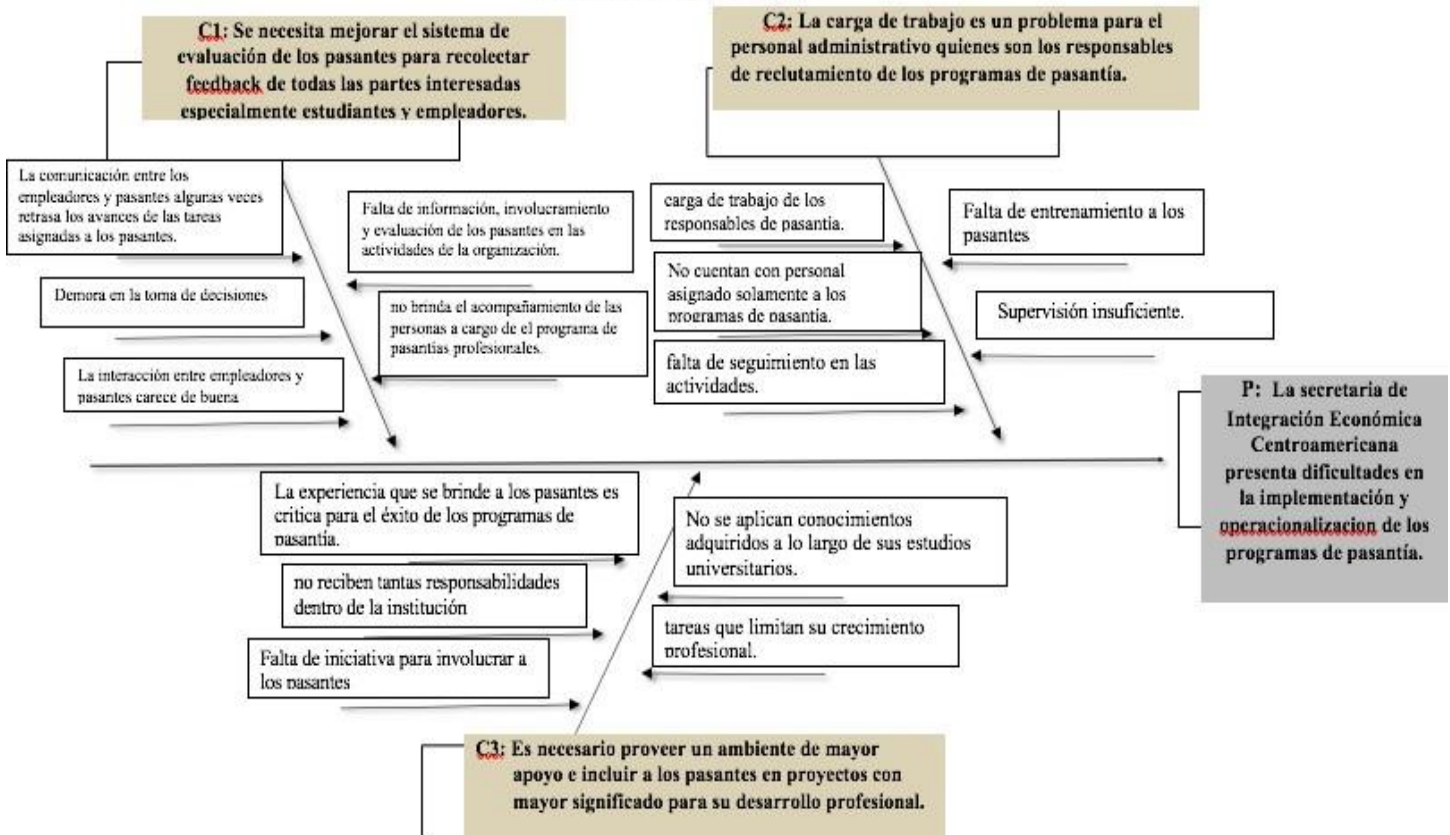 C1: Se necesita mejorar el sistema de
evaluación de los pasantes para recolectar
feedback de todas las partes interesadas
especialmente estudiantes y empleadores.
C2: La carga de trabajo es un problema para el
personal administrativo quienes son los responsables
de reclutamiento de los programas de pasantía.
La comunicación entre los
empleadores y pasantes algunas veces
retrasa los avances de las tareas
asignadas a los pasantes.
Falta de información, involucramiento
y evaluación de los pasantes en las
actividades de la organización.
Demora en la toma de decisiones
no brinda el acompañamiento de las
personas a cargo de el programa de
pasantías profesionales.
La interacción entre empleadores y
pasantes carece de buena
carga de trabajo de los
responsables de pasantía.
Falta de entrenamiento a los
pasantes
No cuentan con personal
asignado solamente a los
programas de pasantía.
Supervisión insuficiente.
falta de seguimiento en las
actividades.
P: La secretaria de
Integración Económica
Centroamericana
presenta dificultades en
la implementación y
operacionalizacion de los
programas de pasantía.
La experiencia que se brinde a los pasantes es
critica para el éxito de los programas de
pasantía.
No se aplican conocimientos
adquiridos a lo largo de sus estudios
universitarios.
no reciben tantas responsabilidades
dentro de la institución
tareas que limitan su crecimiento
profesional.
Falta de iniciativa para involucrar a
los pasantes
C3: Es necesario proveer un ambiente de mayor
apoyo e incluir a los pasantes en proyectos con
mayor significado para su desarrollo profesional.